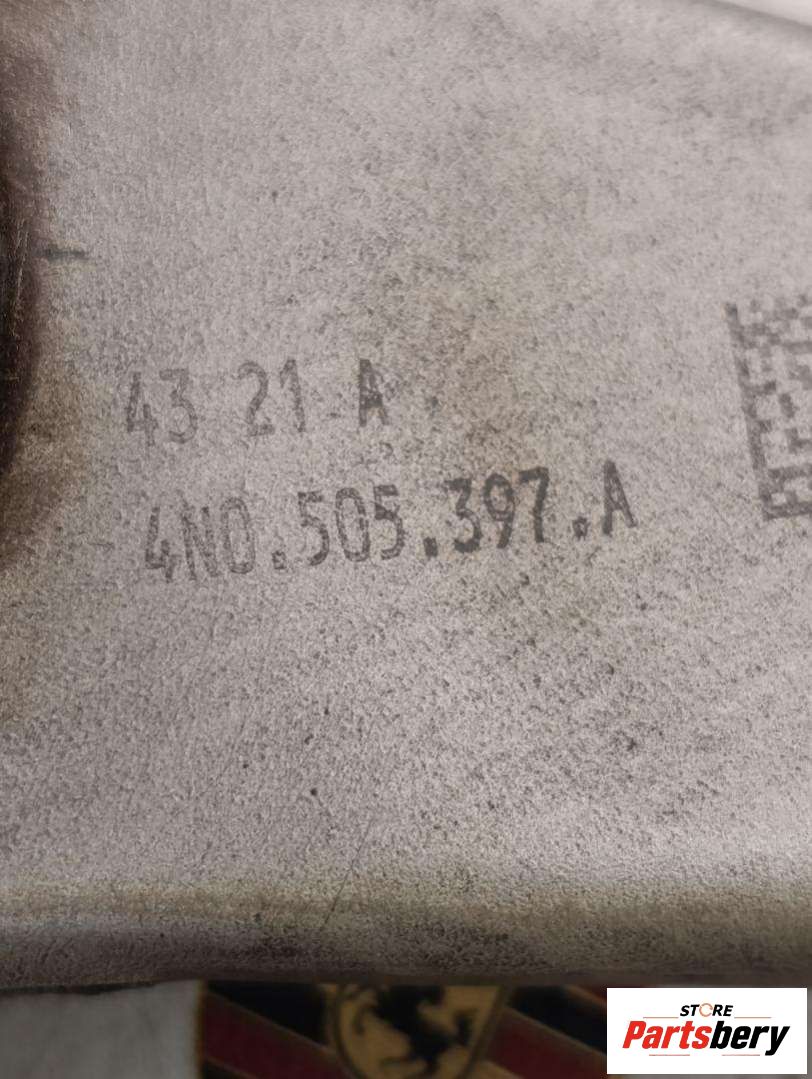 43 21 A
4N0.505.397.A
STORE
Partsbery